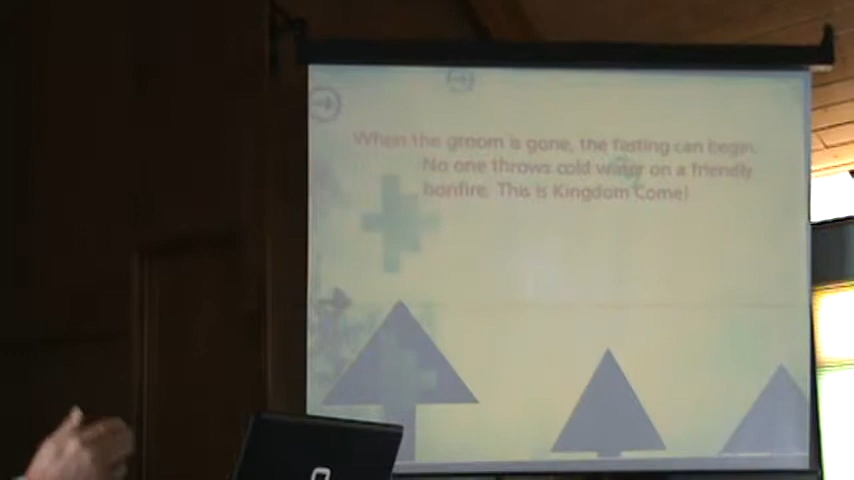 When the groom is gone, the fasting can begin.
No one throws cold water on a friendly
bonfire. This is Kingdom Come!